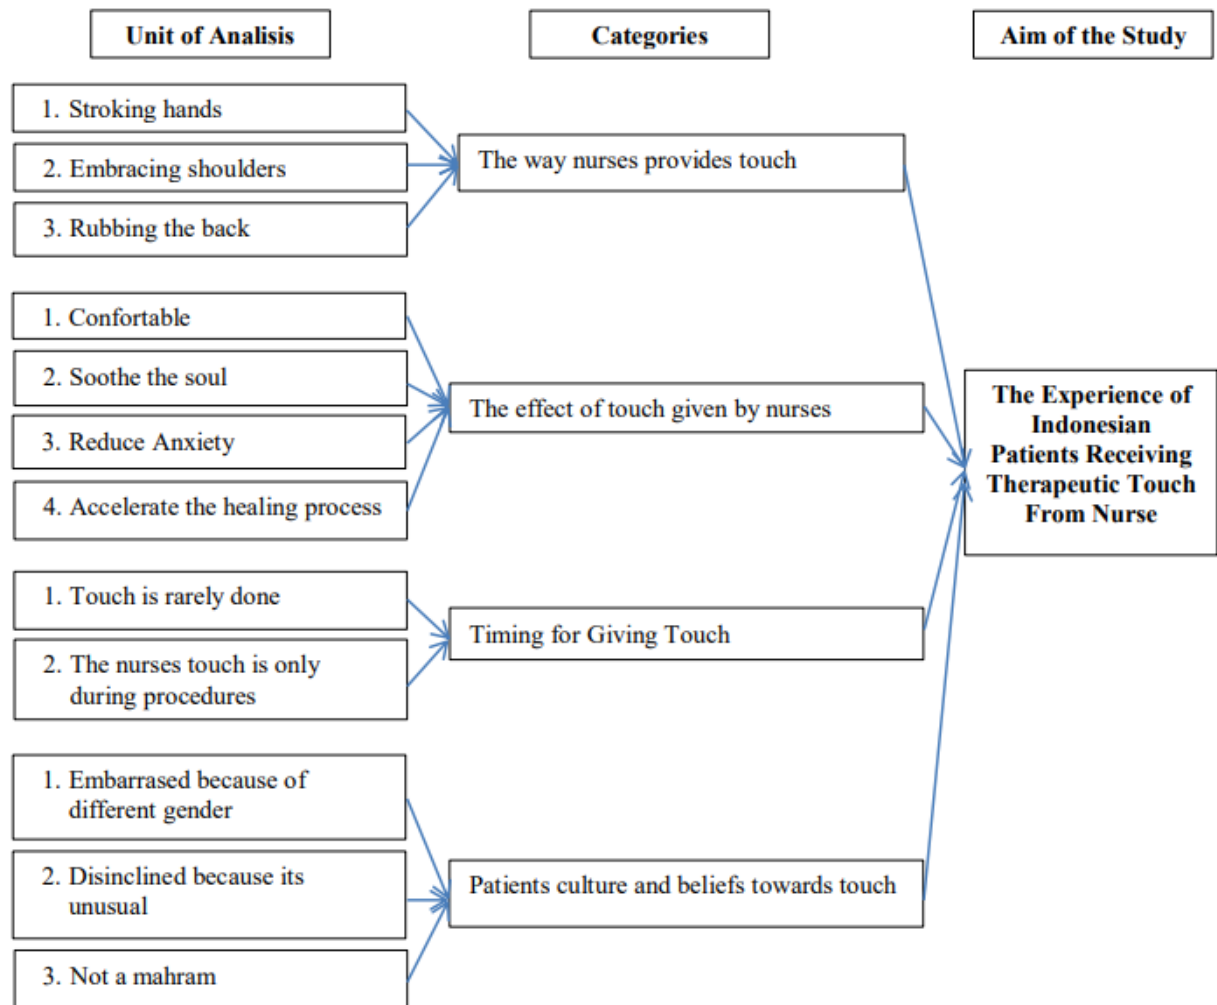 Unit of Analisis
Categories
Aim of the Study
1. Stroking hands
2. Embracing shoulders
3. Rubbing the back
The way nurses provides touch
1. Confortable
2. Soothe the soul
3. Reduce Anxiety
4. Accelerate the healing process
The effect of touch given by nurses
1. Touch is rarely done
2. The nurses touch is only
during procedures
Timing for Giving Touch
1. Embarrased because of
different gender
2. Disinclined because its
unusual
3. Not a mahram
Patients culture and beliefs towards touch
The Experience of
Indonesian
Patients Receiving
Therapeutic Touch
From Nurse